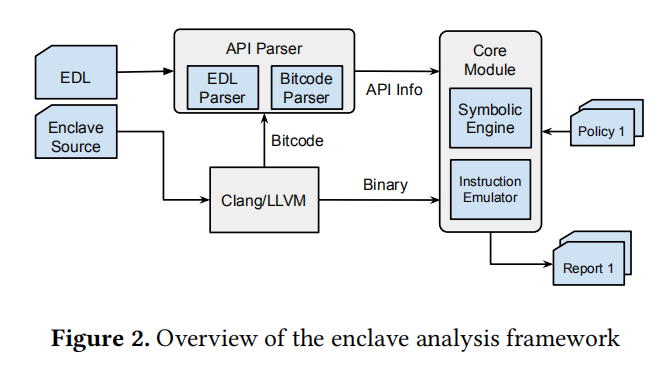 EDL
Enclave
Source
API Parser
EDL
Parser
Bitcode
Parser
Bitcode
Clang/LLVM
API Info
Binary
Core
Module
Symbolic
Engine
Instruction
Emulator
Policy 1
Report 1
Figure 2. Overview of the enclave analysis framework